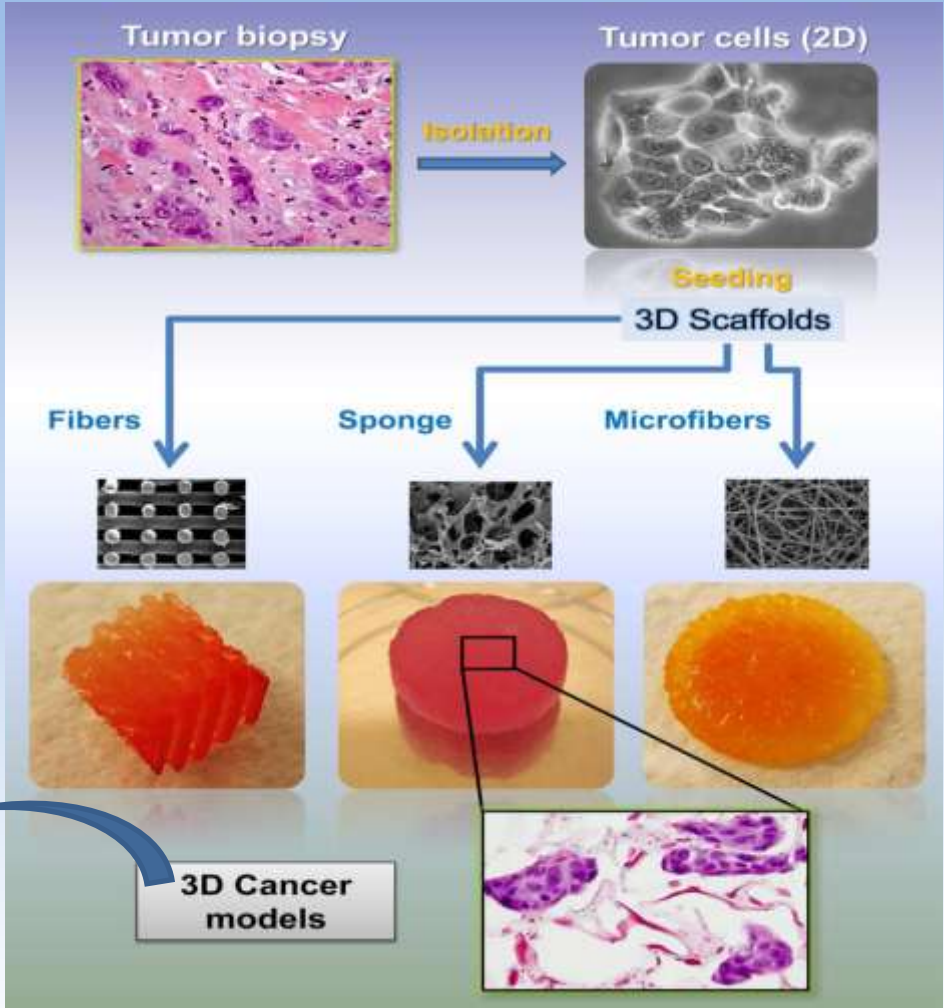 Tumor biopsy
Tumor cells (2D)
Isolation
Seeding
3D Scaffolds
Fibers
Sponge
Microfibers
3D Cancer
models